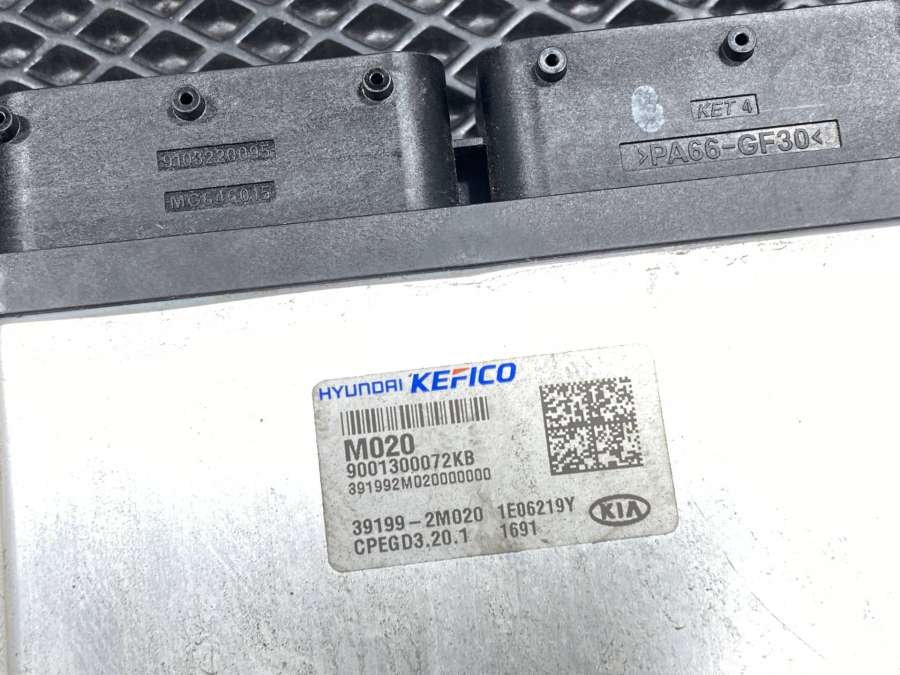 9103220095
MG646015
KET 4
>PA66-GF30<
HYUNDAI KEFICO
M020
9001300072KB
391992M020000000
39199-2M020 1E06219Y
CPEGD3.20.1 1691
KIA